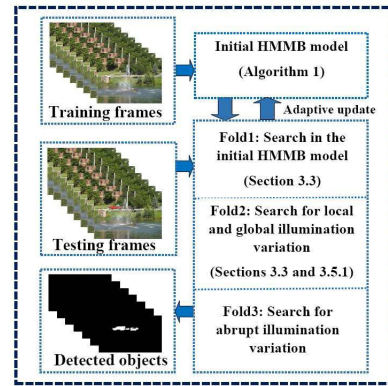 Training frames
Initial HMMB model
(Algorithm 1)
Adaptive update
Testing frames
Fold1: Search in the
initial HMMB model
(Section 3.3)
Fold2: Search for local
and global illumination
variation
(Sections 3.3 and 3.5.1)
Fold3: Search for
abrupt illumination
variation
Detected objects